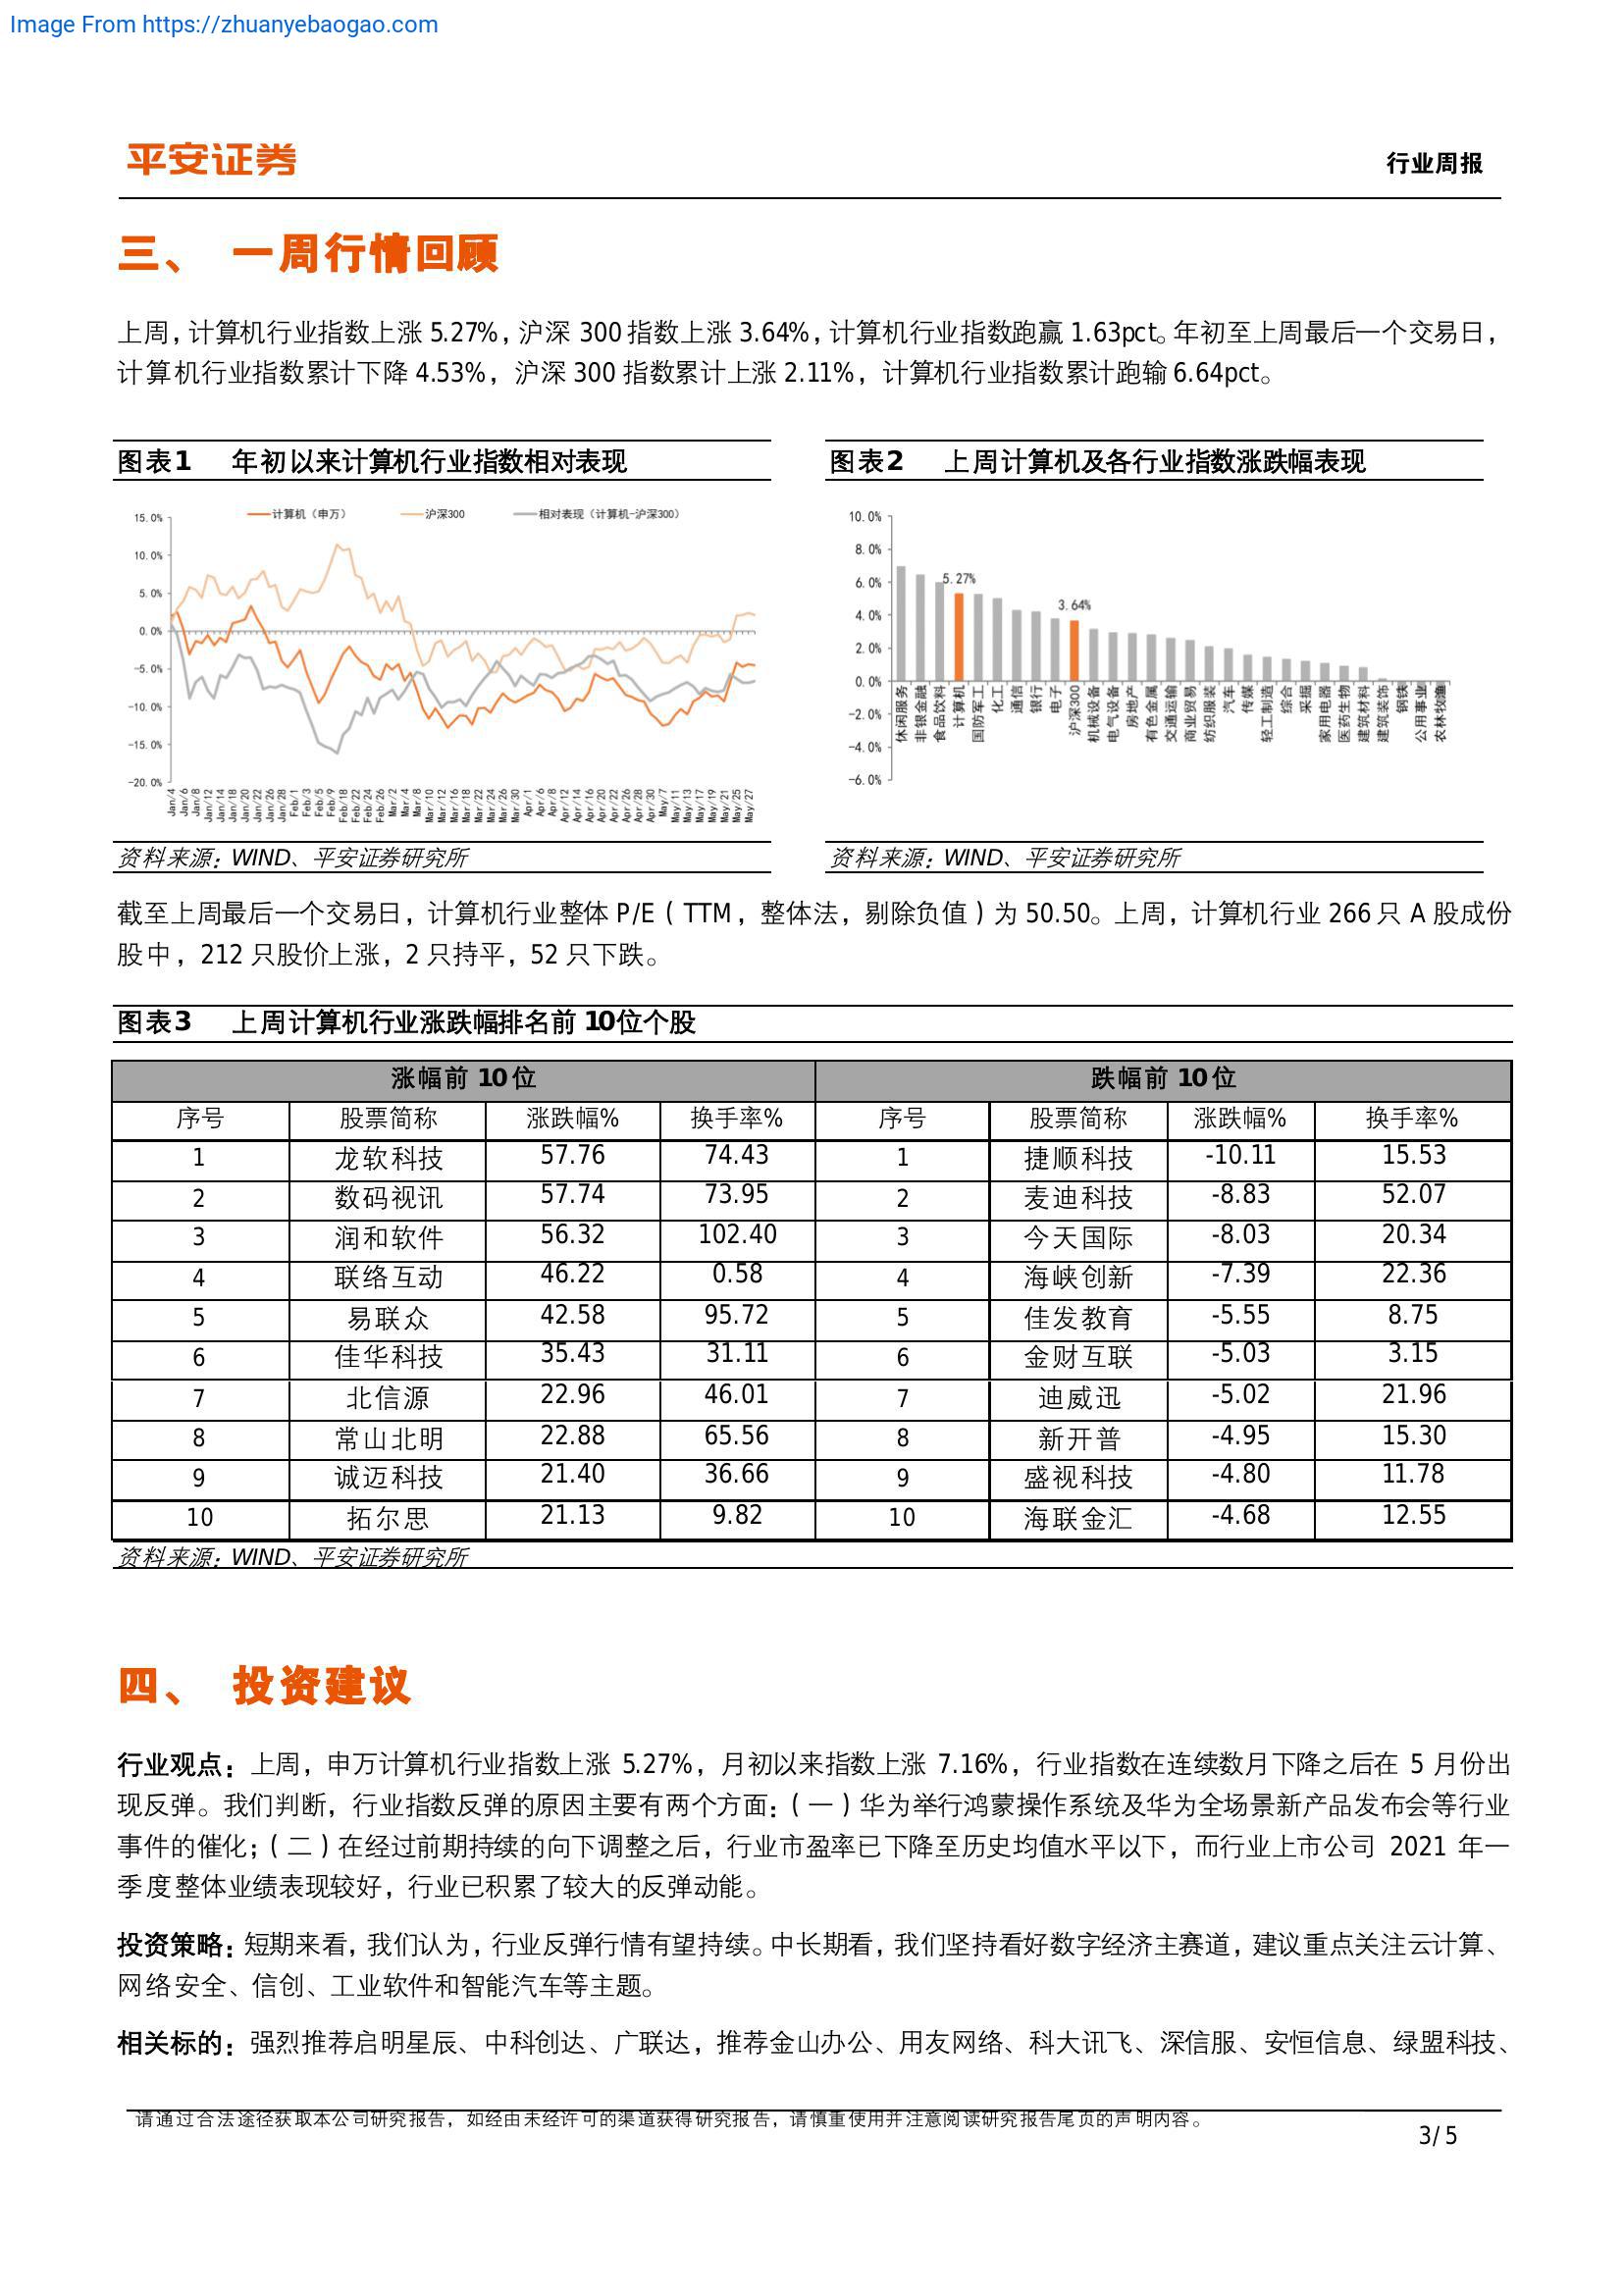 Image From https://zhuanyebaogao.com
平安证券
行业周报
三、 一周行情回顾
上周，计算机行业指数上涨 5.27%，沪深 300 指数上涨 3.64%，计算机行业指数跑赢 1.63pct。年初至上周最后一个交易日，
计算机行业指数累计下降 4.53%，沪深 300 指数累计上涨 2.11%，计算机行业指数累计跑输 6.64pct。
图表1 年初以来计算机行业指数相对表现
计算机（申万） 沪深300 相对表现（计算机-沪深300）
15.0%
10.0%
5.0%
0.0%
-5.0%
-10.0%
-15.0%
-20.0%
Jan/4 Jan/6 Jan/8 Jan/12 Jan/14 Jan/18 Jan/20 Jan/22 Jan/26 Jan/28 Feb/1 Feb/3 Feb/5 Feb/9 Feb/18 Feb/22 Feb/24 Feb/26 Mar/2 Mar/4 Mar/8 Mar/10 Mar/12 Mar/16 Mar/18 Mar/22 Mar/24 Mar/26 Mar/30 Apr/1 Apr/6 Apr/8 Apr/12 Apr/14 Apr/16 Apr/20 Apr/22 Apr/26 Apr/28 Apr/30 May/7 May/11 May/13 May/17 May/19 May/21 May/25 May/27
资料来源：WIND、平安证券研究所
图表2 上周计算机及各行业指数涨跌幅表现
10.0%
8.0%
6.0%
4.0%
2.0%
0.0%
-2.0%
-4.0%
-6.0%
5.27%
3.64%
休闲服务 非银金融 食品饮料 计算机 国防军工 化工 通信 银行 电子 沪深300 机械设备 电气设备 房地产 有色金属 交通运输 商业贸易 纺织服装 汽车 传媒 轻工制造 综合 采掘 家用电器 医药生物 建筑材料 建筑装饰 钢铁 公用事业 农林牧渔
资料来源：WIND、平安证券研究所
截至上周最后一个交易日，计算机行业整体 P/E（TTM，整体法，剔除负值）为 50.50。上周，计算机行业 266 只 A 股成份
股中，212 只股价上涨，2 只持平，52 只下跌。
图表3 上周计算机行业涨跌幅排名前 10位个股
涨幅前 10 位 跌幅前 10 位
序号 股票简称 涨跌幅% 换手率% 序号 股票简称 涨跌幅% 换手率%
1 龙软科技 57.76 74.43 1 捷顺科技 -10.11 15.53
2 数码视讯 57.74 73.95 2 麦迪科技 -8.83 52.07
3 润和软件 56.32 102.40 3 今天国际 -8.03 20.34
4 联络互动 46.22 0.58 4 海峡创新 -7.39 22.36
5 易联众 42.58 95.72 5 佳发教育 -5.55 8.75
6 佳华科技 35.43 31.11 6 金财互联 -5.03 3.15
7 北信源 22.96 46.01 7 迪威迅 -5.02 21.96
8 常山北明 22.88 65.56 8 新开普 -4.95 15.30
9 诚迈科技 21.40 36.66 9 盛视科技 -4.80 11.78
10 拓尔思 21.13 9.82 10 海联金汇 -4.68 12.55
资料来源：WIND、平安证券研究所
四、 投资建议
行业观点：上周，申万计算机行业指数上涨 5.27%，月初以来指数上涨 7.16%，行业指数在连续数月下降之后在 5 月份出
现反弹。我们判断，行业指数反弹的原因主要有两个方面：（一）华为举行鸿蒙操作系统及华为全场景新产品发布会等行业
事件的催化；（二）在经过前期持续的向下调整之后，行业市盈率已下降至历史均值水平以下，而行业上市公司 2021 年一
季度整体业绩表现较好，行业已积累了较大的反弹动能。
投资策略：短期来看，我们认为，行业反弹行情有望持续。中长期看，我们坚持看好数字经济主赛道，建议重点关注云计算、
网络安全、信创、工业软件和智能汽车等主题。
相关标的：强烈推荐启明星辰、中科创达、广联达，推荐金山办公、用友网络、科大讯飞、深信服、安恒信息、绿盟科技、
请通过合法途径获取本公司研究报告，如经由未经许可的渠道获得研究报告，请慎重使用并注意阅读研究报告尾页的声明内容。
3/ 5